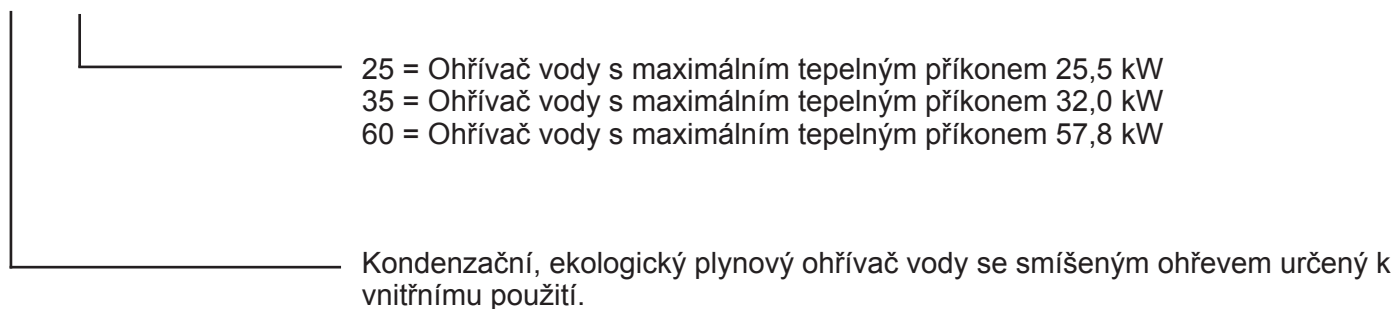 25 = Ohřívač vody s maximálním tepelným příkonem 25,5 kW
35 = Ohřívač vody s maximálním tepelným příkonem 32,0 kW
60 = Ohřívač vody s maximálním tepelným příkonem 57,8 kW
Kondenzační, ekologický plynový ohřívač vody se smíšeným ohřevem určený k
vnitřnímu použití.